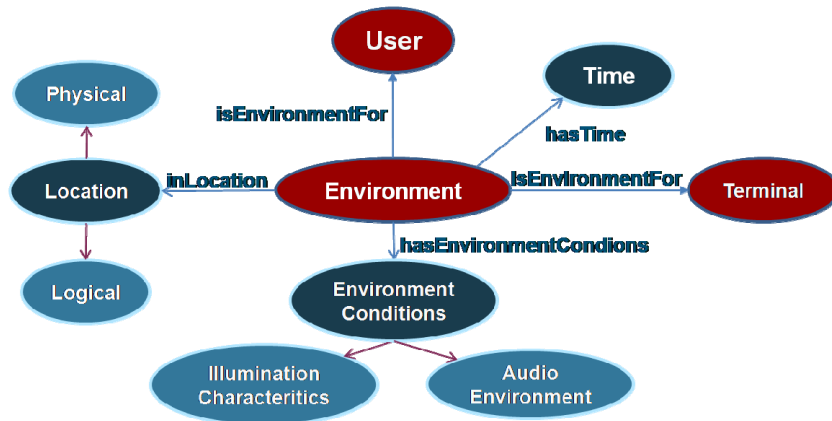 User
Time
Physical
isEnvironmentFor
hasTime
Location
inLocation
Environment
IsEnvironmentFor
Terminal
hasEnvironmentCondions
Logical
Environment
Conditions
Illumination
Characteritics
Audio
Environment